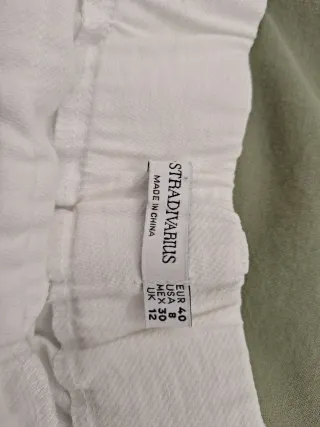 STRADIVARIUS
MADE IN CHINA
EUR 40
USA 8
MEX 30
UK 12